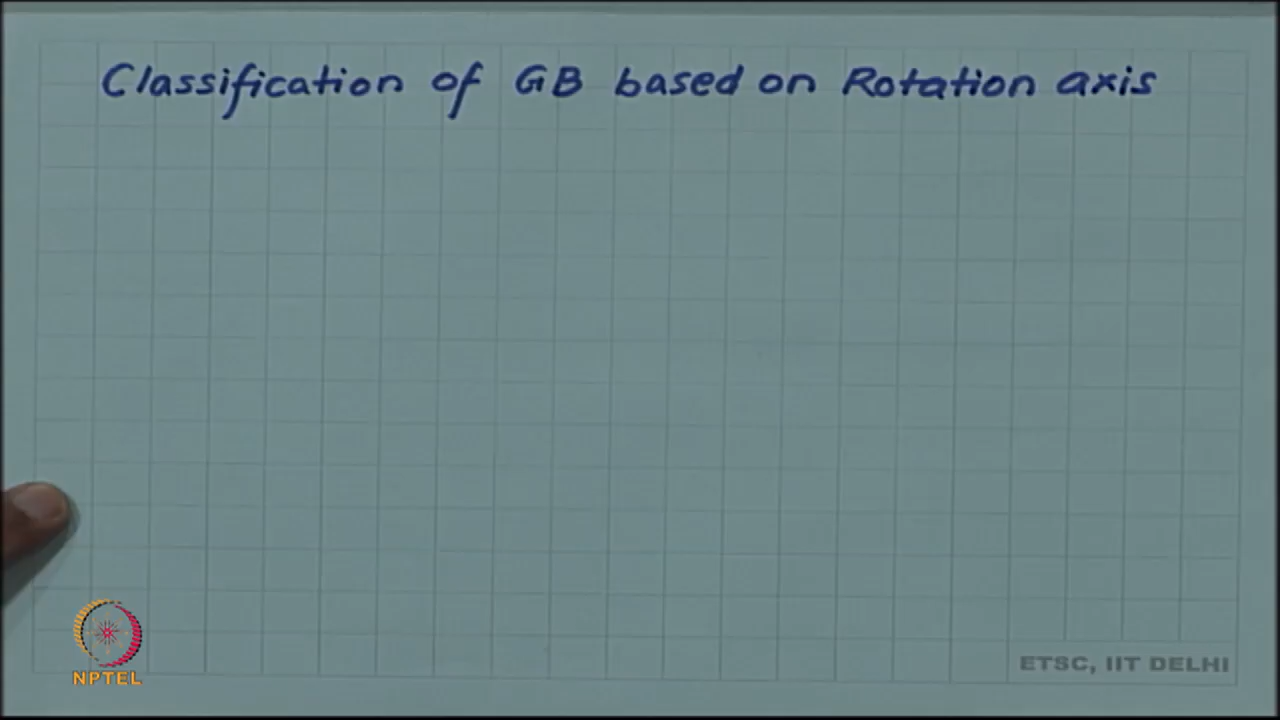 Classification of GB based on Rotation axis
NPTEL
ETSC, IIT DELHI